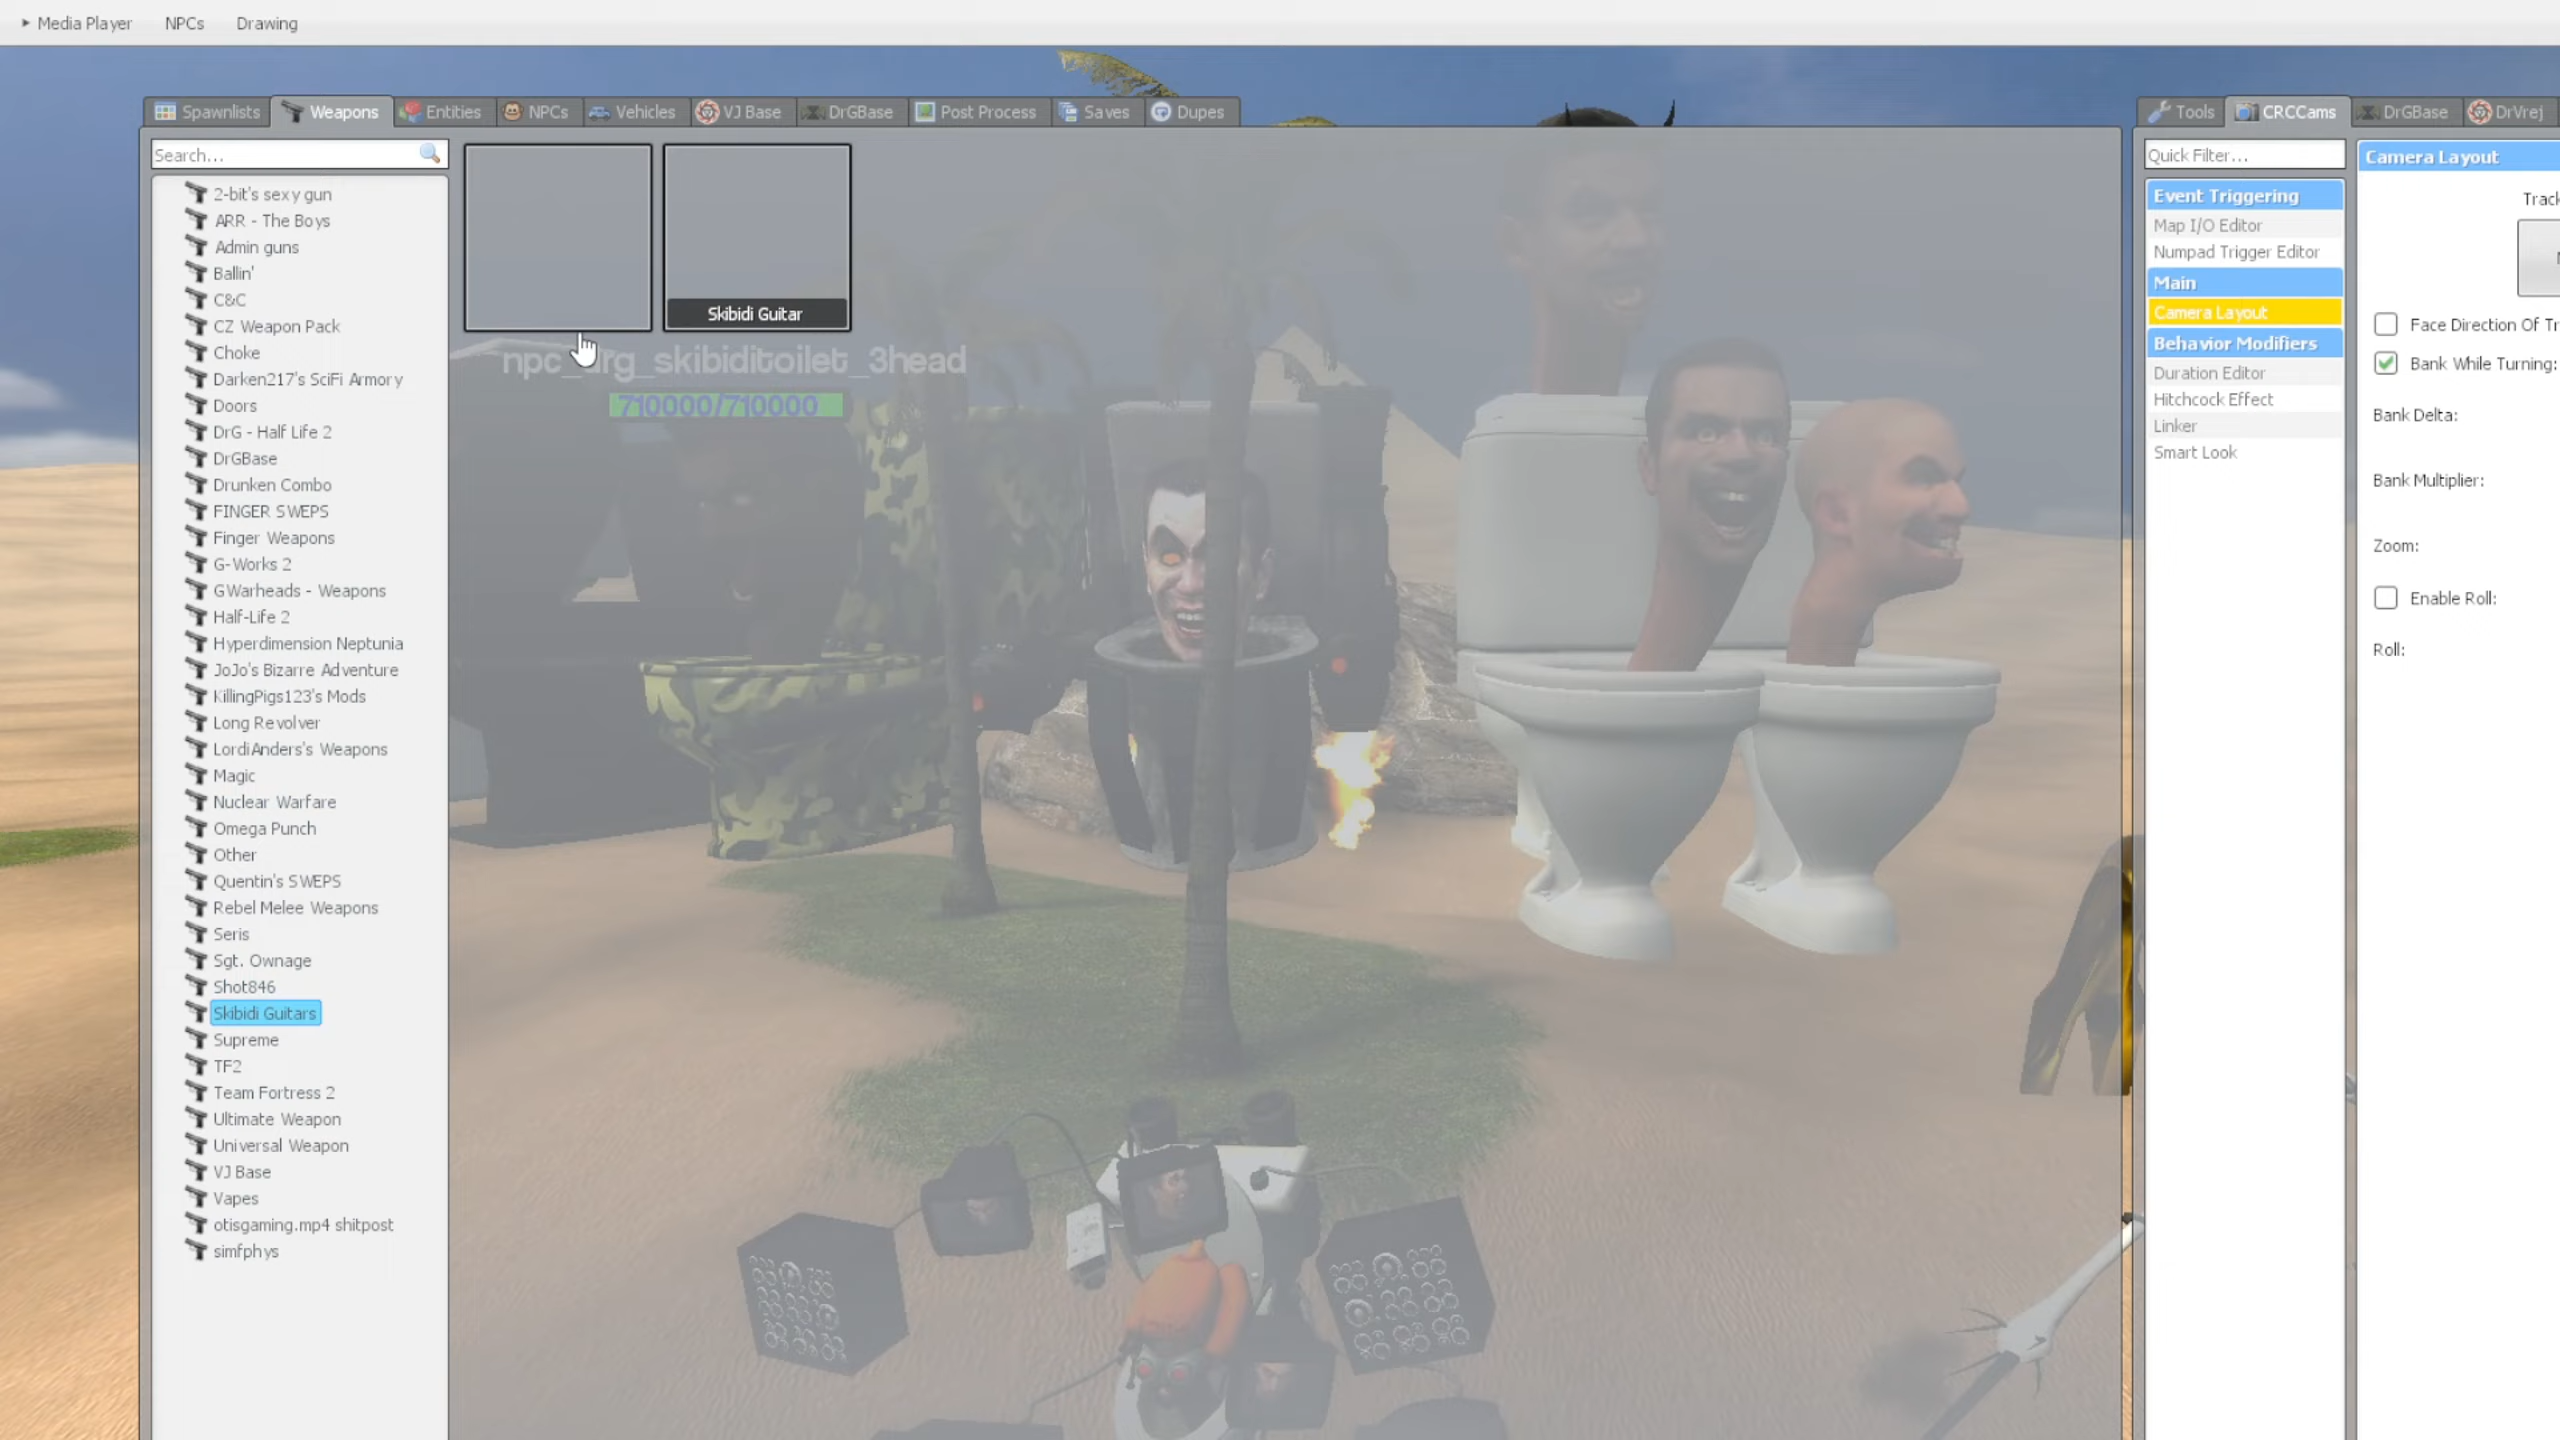 Media Player NPCs Drawing
Spawnlists Weapons Entities NPCs Vehicles VJ Base DrGBase Post Process Saves Dupes
Search...
2-bit's sexy gun
ARR - The Boys
Admin guns
Ballin'
C&C
CZ Weapon Pack
Choke
Darken217's SciFi Armory
Doors
DrG - Half Life 2
DrGBase
Drunken Combo
FINGER SWEPS
Finger Weapons
G-Works 2
GWarheads - Weapons
Half-Life 2
Hyperdimension Neptunia
JoJo's Bizarre Adventure
KillingPigs123's Mods
Long Revolver
LordiAnders's Weapons
Magic
Nuclear Warfare
Omega Punch
Other
Quentin's SWEPS
Rebel Melee Weapons
Seris
Sgt. Ownage
Shot846
Skibidi Guitars
Supreme
TF2
Team Fortress 2
Ultimate Weapon
Universal Weapon
VJ Base
Vapes
otisgaming.mp4 shitpost
simfphys
Skibidi Guitar
npc_drg_skibiditoilet_3head
710000/710000
Tools CRCCams DrGBase DrVrej
Quick Filter...
Event Triggering
Map I/O Editor
Numpad Trigger Editor
Main
Camera Layout
Behavior Modifiers
Duration Editor
Hitchcock Effect
Linker
Smart Look
Camera Layout
Track
Face Direction Of Tr
Bank While Turning:
Bank Delta:
Bank Multiplier:
Zoom:
Enable Roll:
Roll: